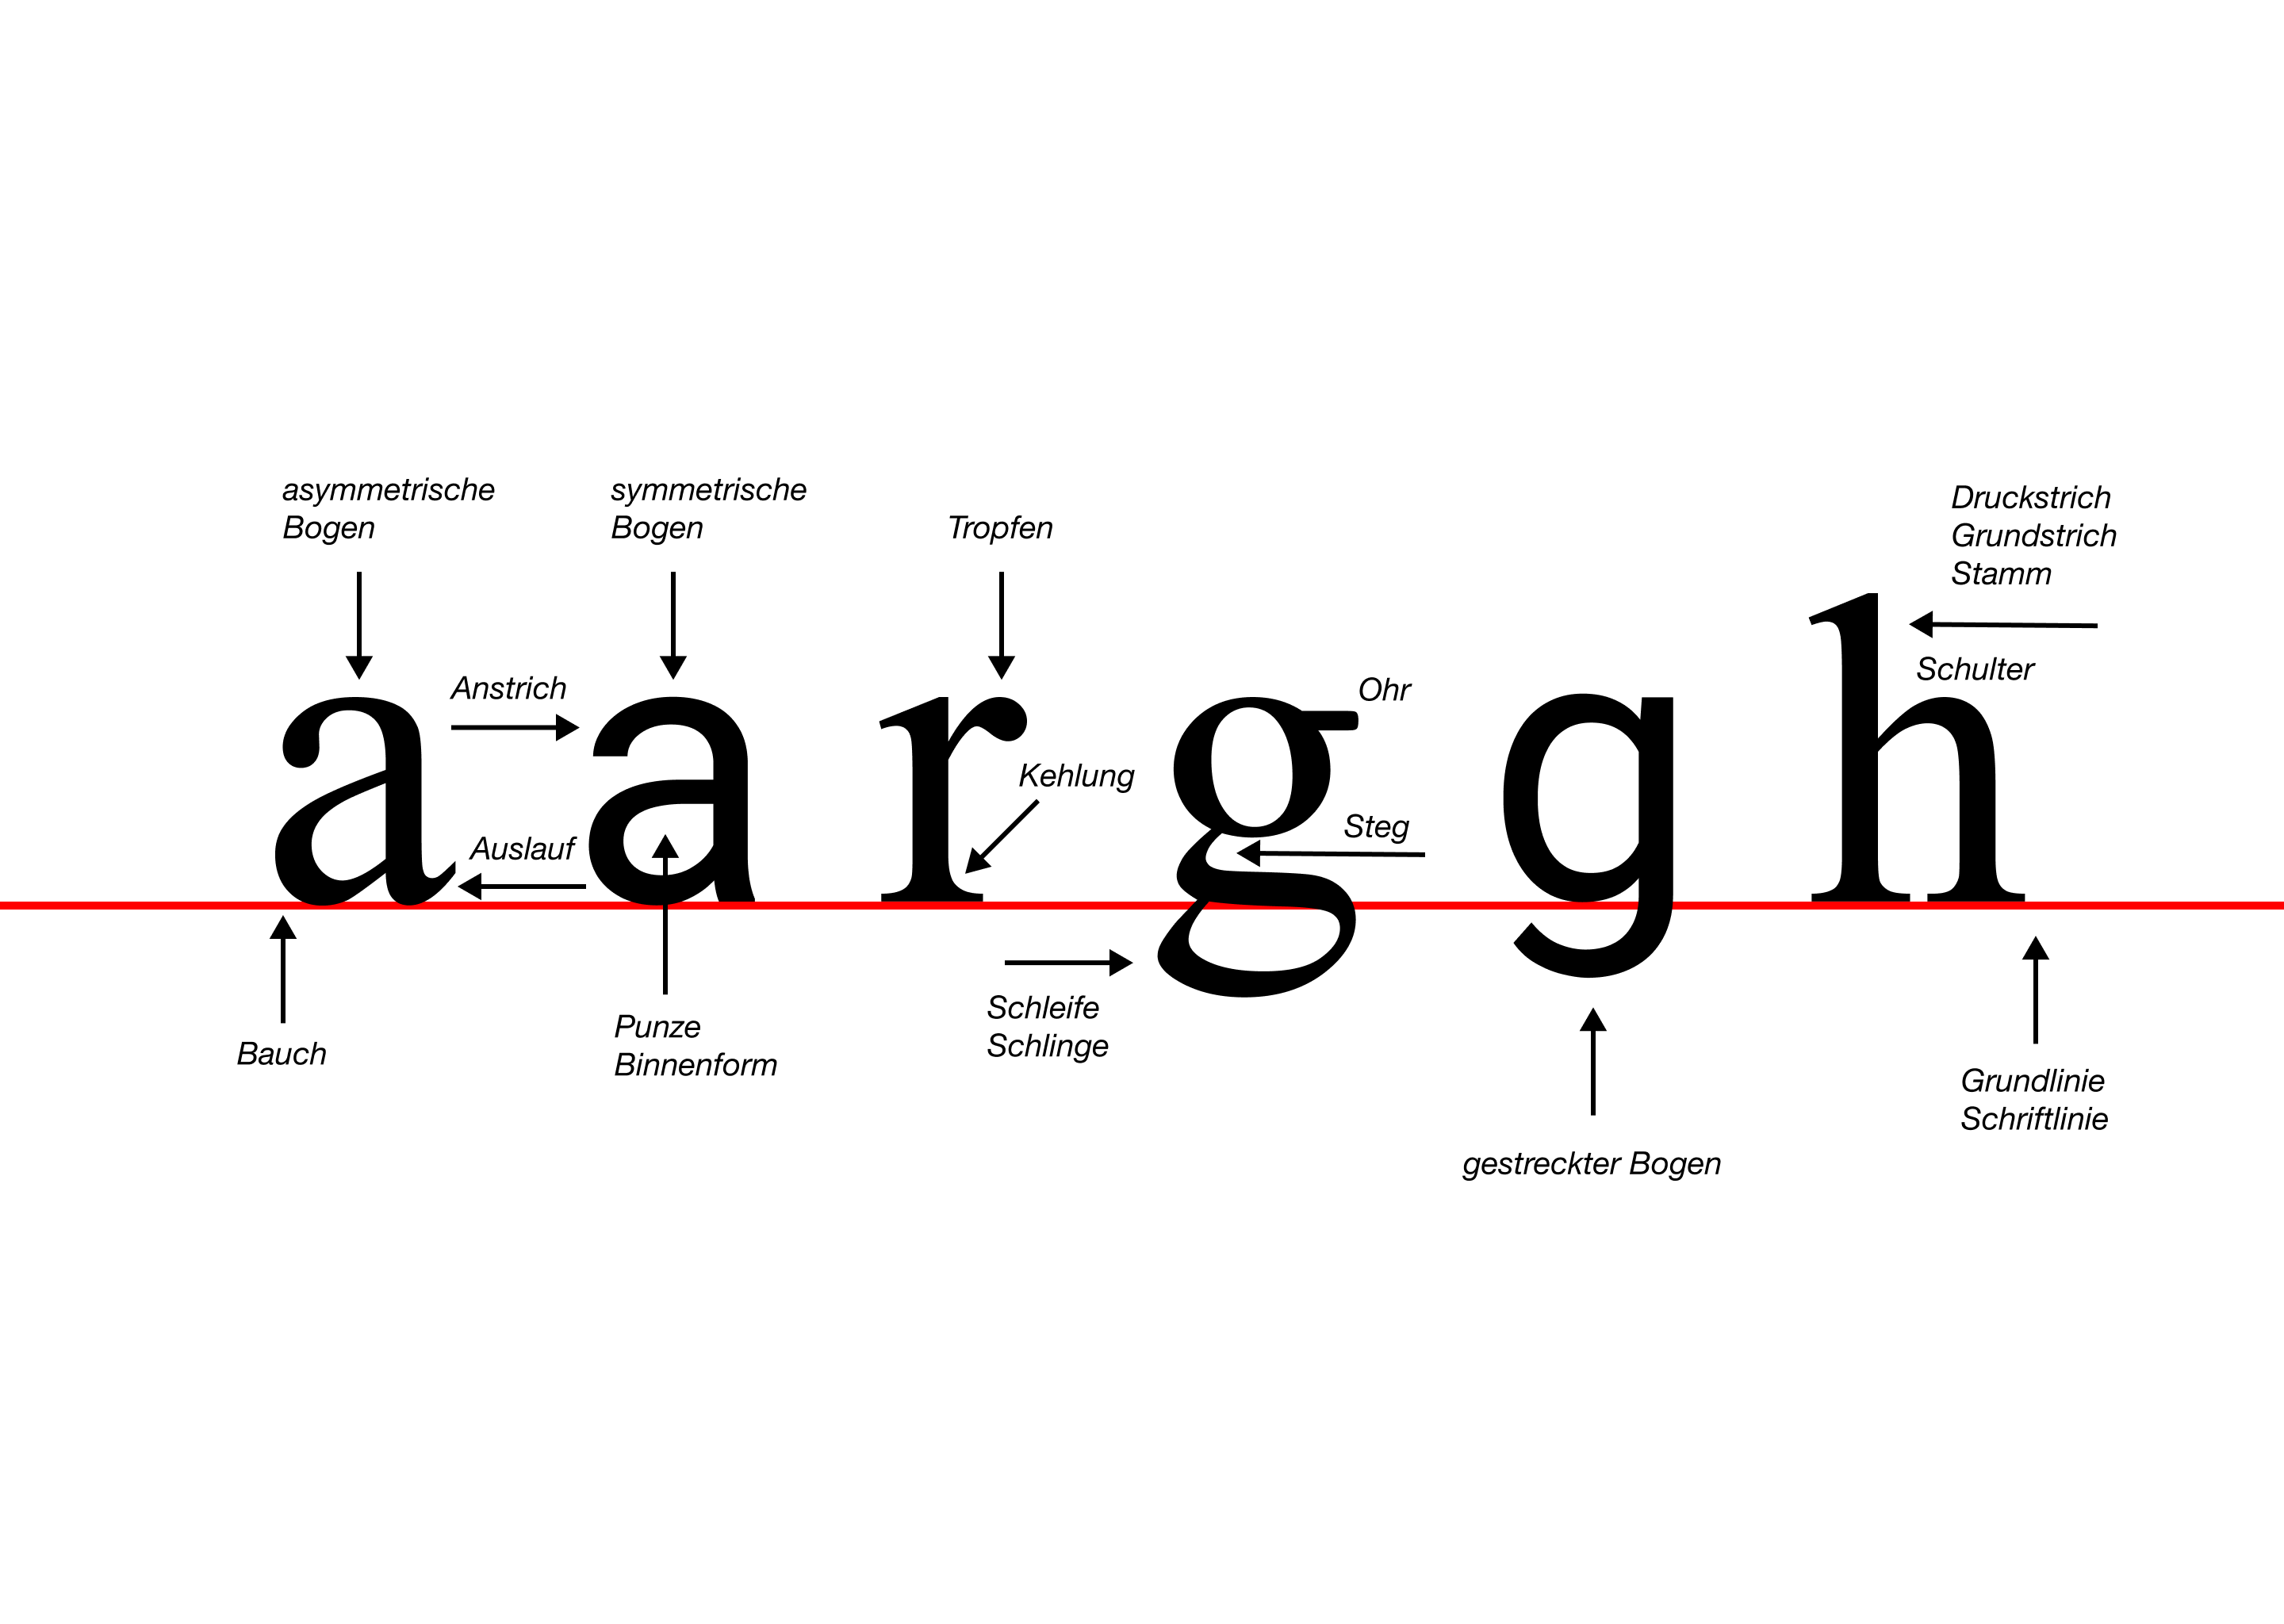 asymmetrische
Bogen
symmetrische
Bogen
Tropfen
Druckstrich
Grundstrich
Stamm
Schulter
Anstrich
Ohr
Kehlung
Steg
Auslauf
a a r g g h
Bauch
Punze
Binnenform
Schleife
Schlinge
gestreckter Bogen
Grundlinie
Schriftlinie